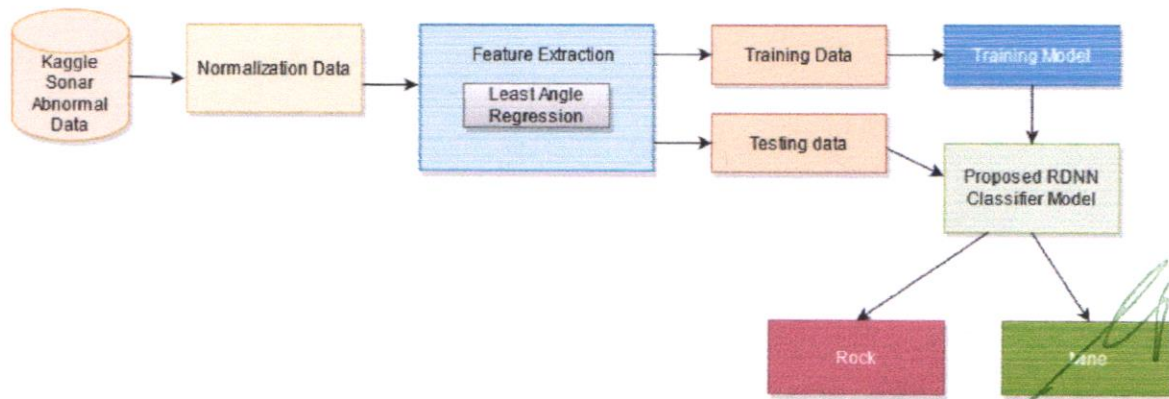 Kaggle
Sonar
Abnormal
Data
Normalization Data
Feature Extraction
Least Angle
Regression
Training Data
Training Model
Testing data
Proposed RDNN
Classifier Model
Rock
Mine